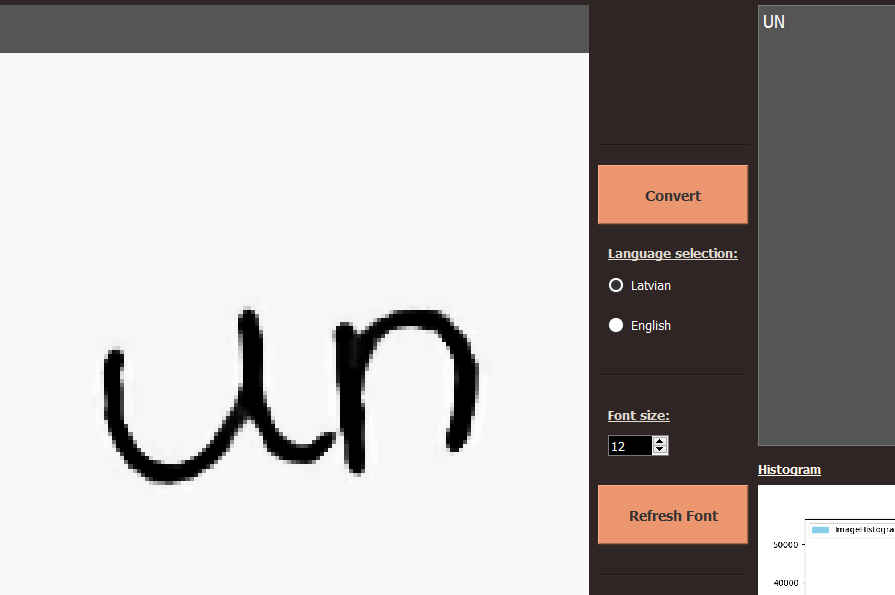 UN
Convert
Language selection:
Latvian
un
English
Font size:
12
Histogram
Refresh Font
50000
40000